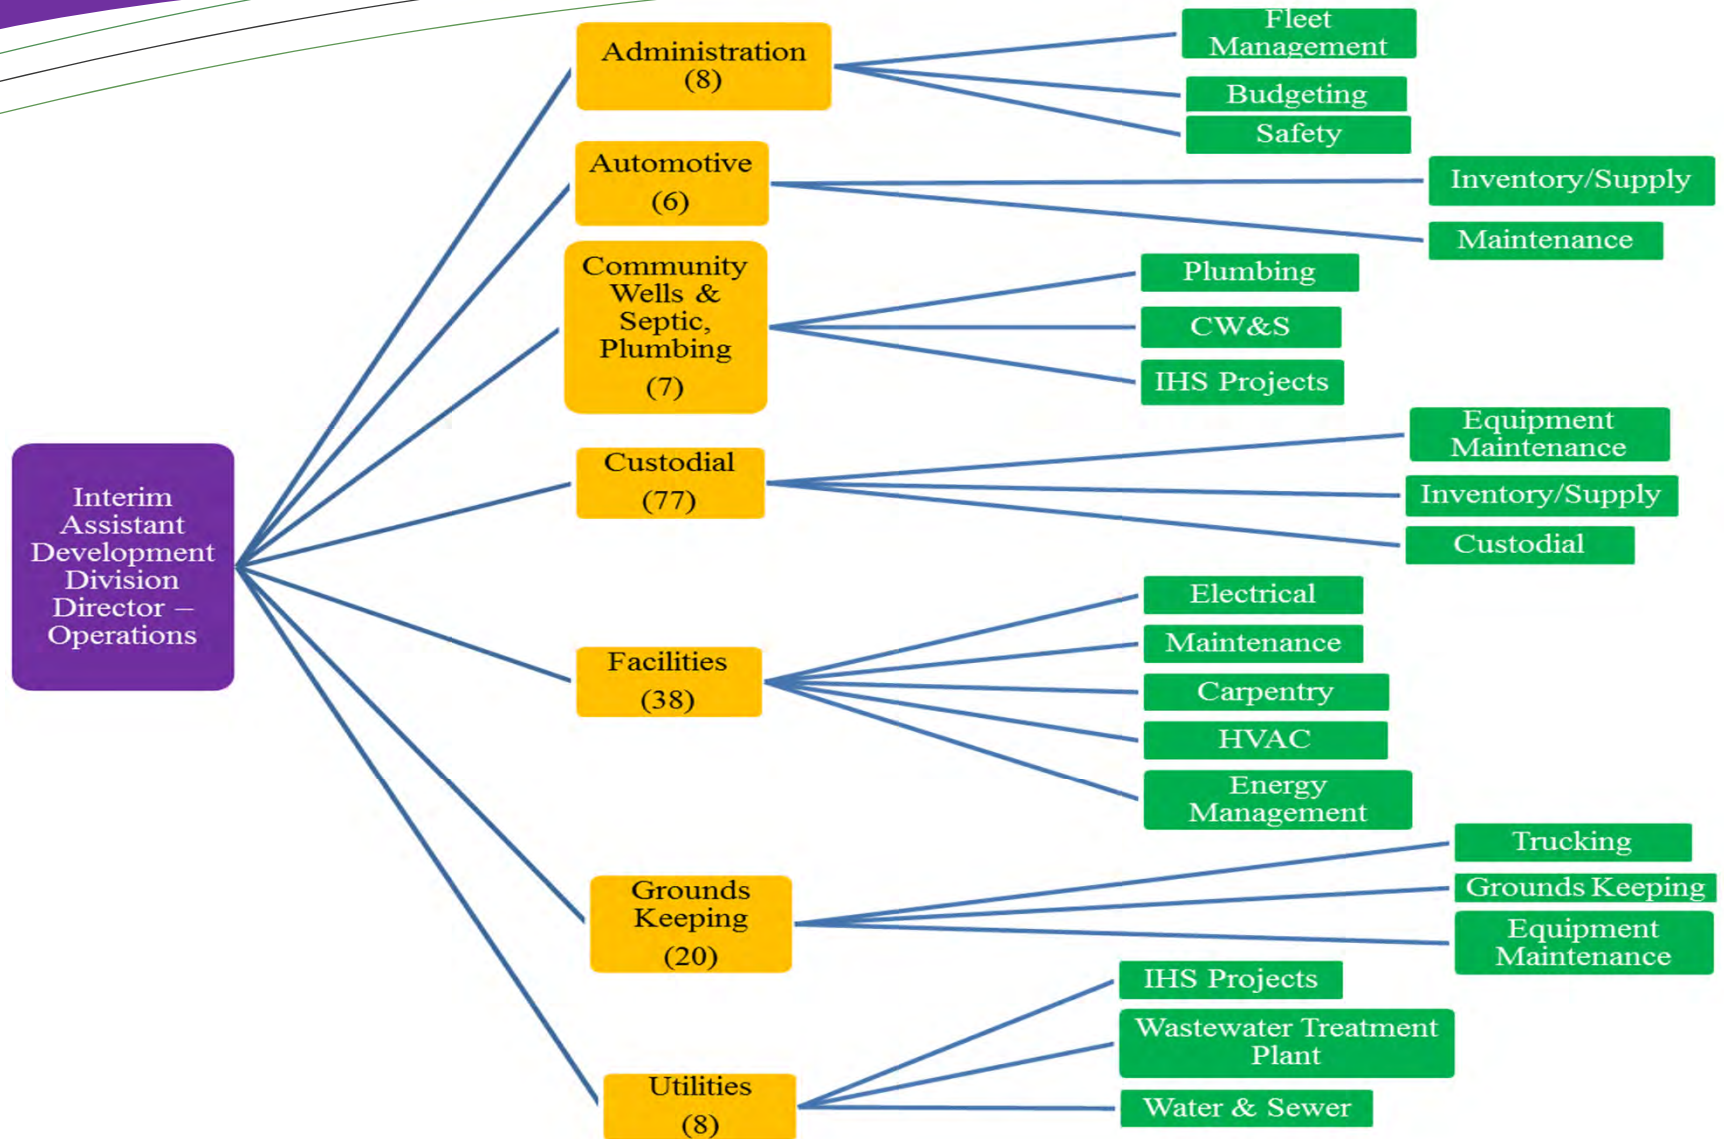 Interim
Assistant
Development
Division
Director –
Operations
Administration
(8)
Fleet
Management
Budgeting
Safety
Automotive
(6)
Inventory/Supply
Maintenance
Community
Wells &
Septic,
Plumbing
(7)
Plumbing
CW&S
IHS Projects
Custodial
(77)
Equipment
Maintenance
Inventory/Supply
Custodial
Facilities
(38)
Electrical
Maintenance
Carpentry
HVAC
Energy
Management
Grounds
Keeping
(20)
Trucking
Grounds Keeping
Equipment
Maintenance
Utilities
(8)
IHS Projects
Wastewater Treatment
Plant
Water & Sewer